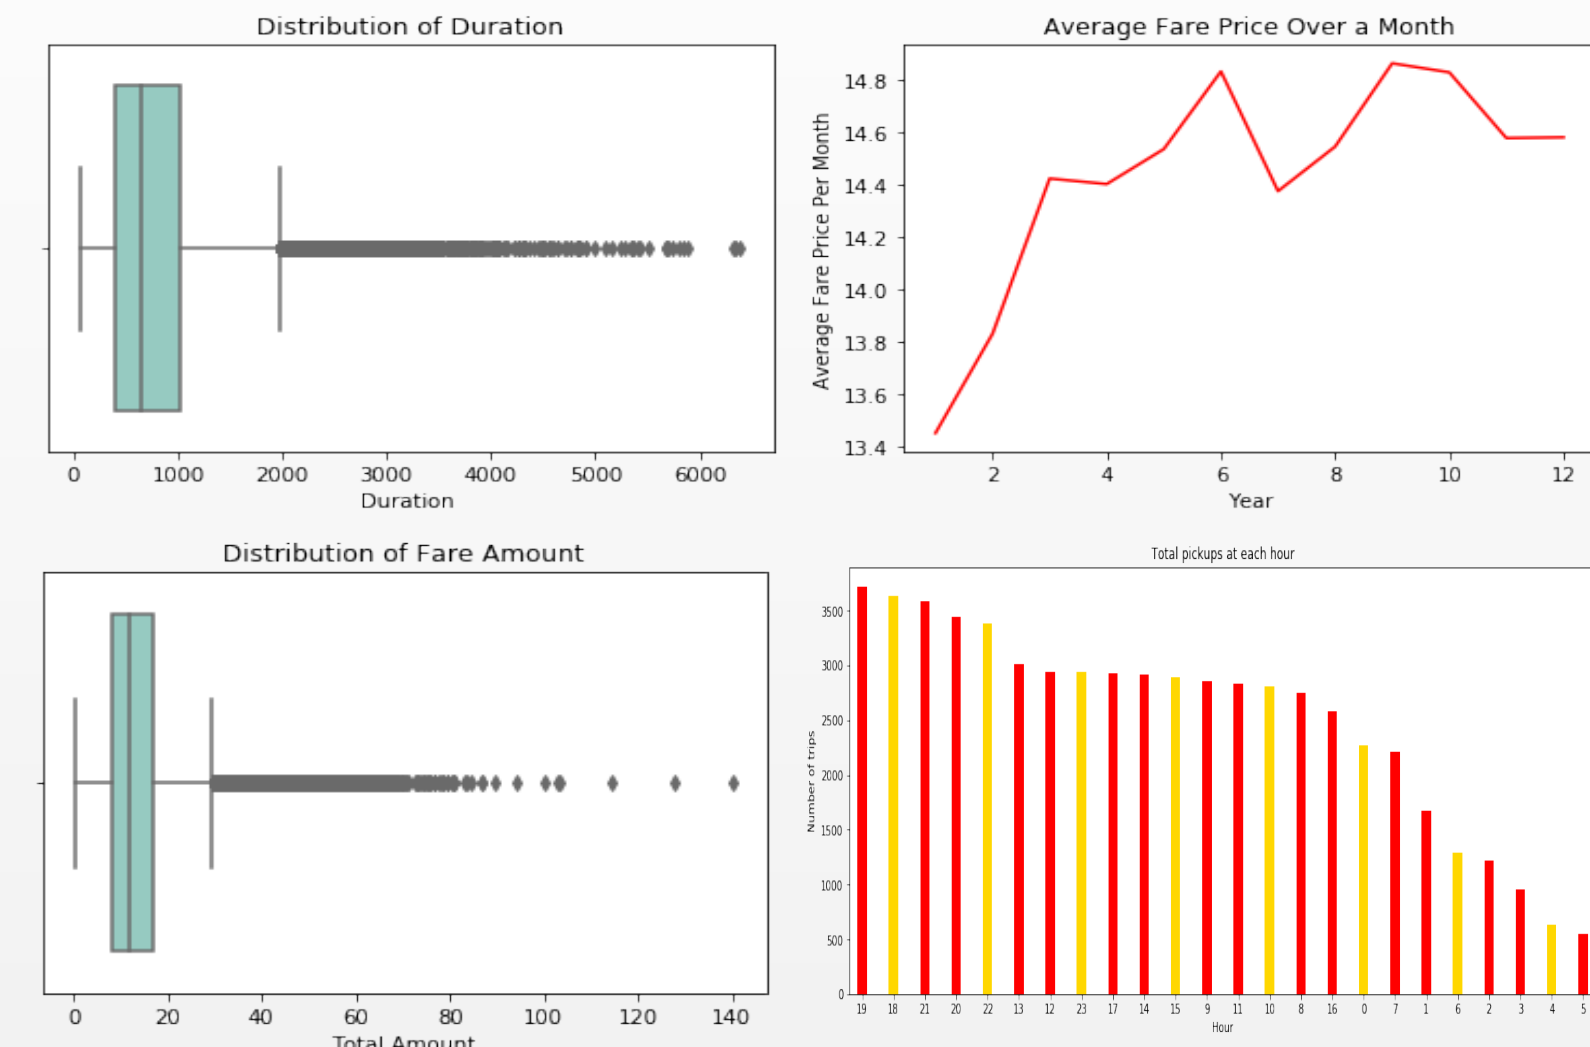 Distribution of Duration
0 1000 2000 3000 4000 5000 6000
Duration
Average Fare Price Over a Month
Average Fare Price Per Month
14.8
14.6
14.4
14.2
14.0
13.8
13.6
13.4
2 4 6 8 10 12
Year
Distribution of Fare Amount
0 20 40 60 80 100 120 140
Total Amount
Total pickups at each hour
Number of trips
3500
3000
2500
2000
1500
1000
500
0
19 18 21 20 22 13 12 23 17 14 15 9 11 10 8 16 0 7 1 6 2 3 4 5
Hour